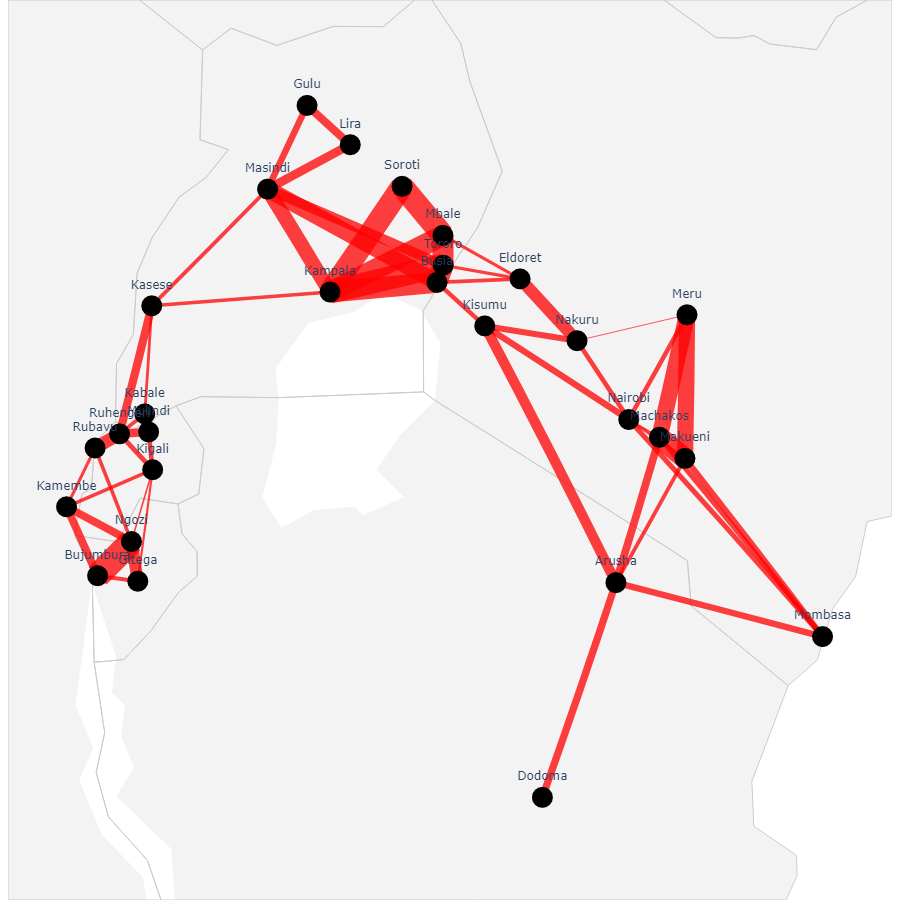 Gulu
Lira
Masindi
Soroti
Mbale
Tororo
Busia
Eldoret
Kampala
Kasese
Kisumu
Nakuru
Meru
Kabale
Ruhengeri
Rubavu
Kigali
Nairobi
Machakos
Makueni
Kamembe
Ngozi
Bujumbura
Gitega
Arusha
Mombasa
Dodoma